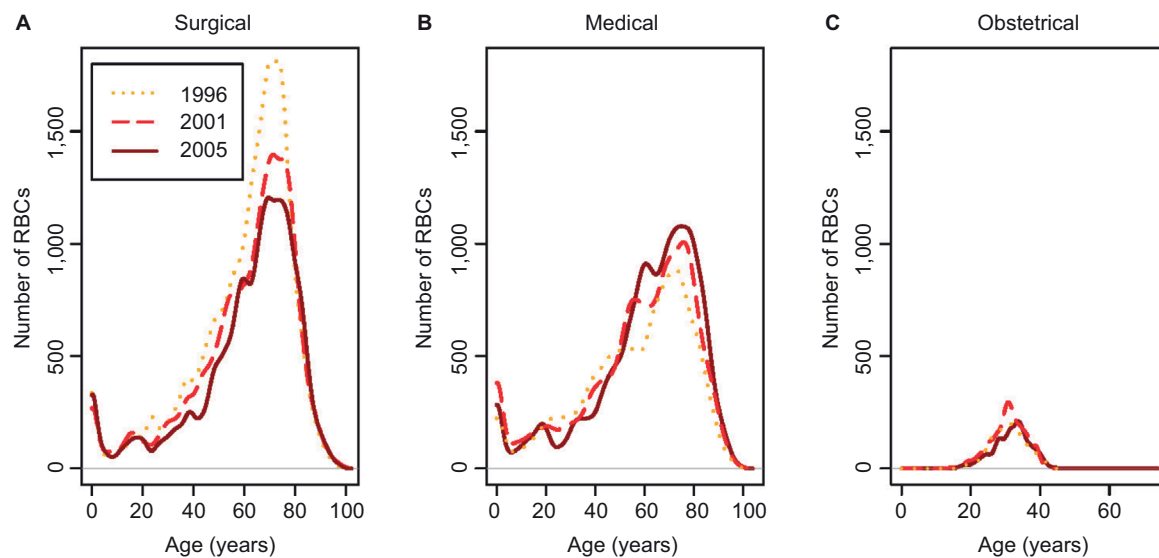 A Surgical
1996
2001
2005
Number of RBCs
1,500
1,000
500
0
0 20 40 60 80 100
Age (years)
B Medical
Number of RBCs
1,500
1,000
500
0
0 20 40 60 80 100
Age (years)
C Obstetrical
Number of RBCs
1,500
1,000
500
0
0 20 40 60
Age (years)